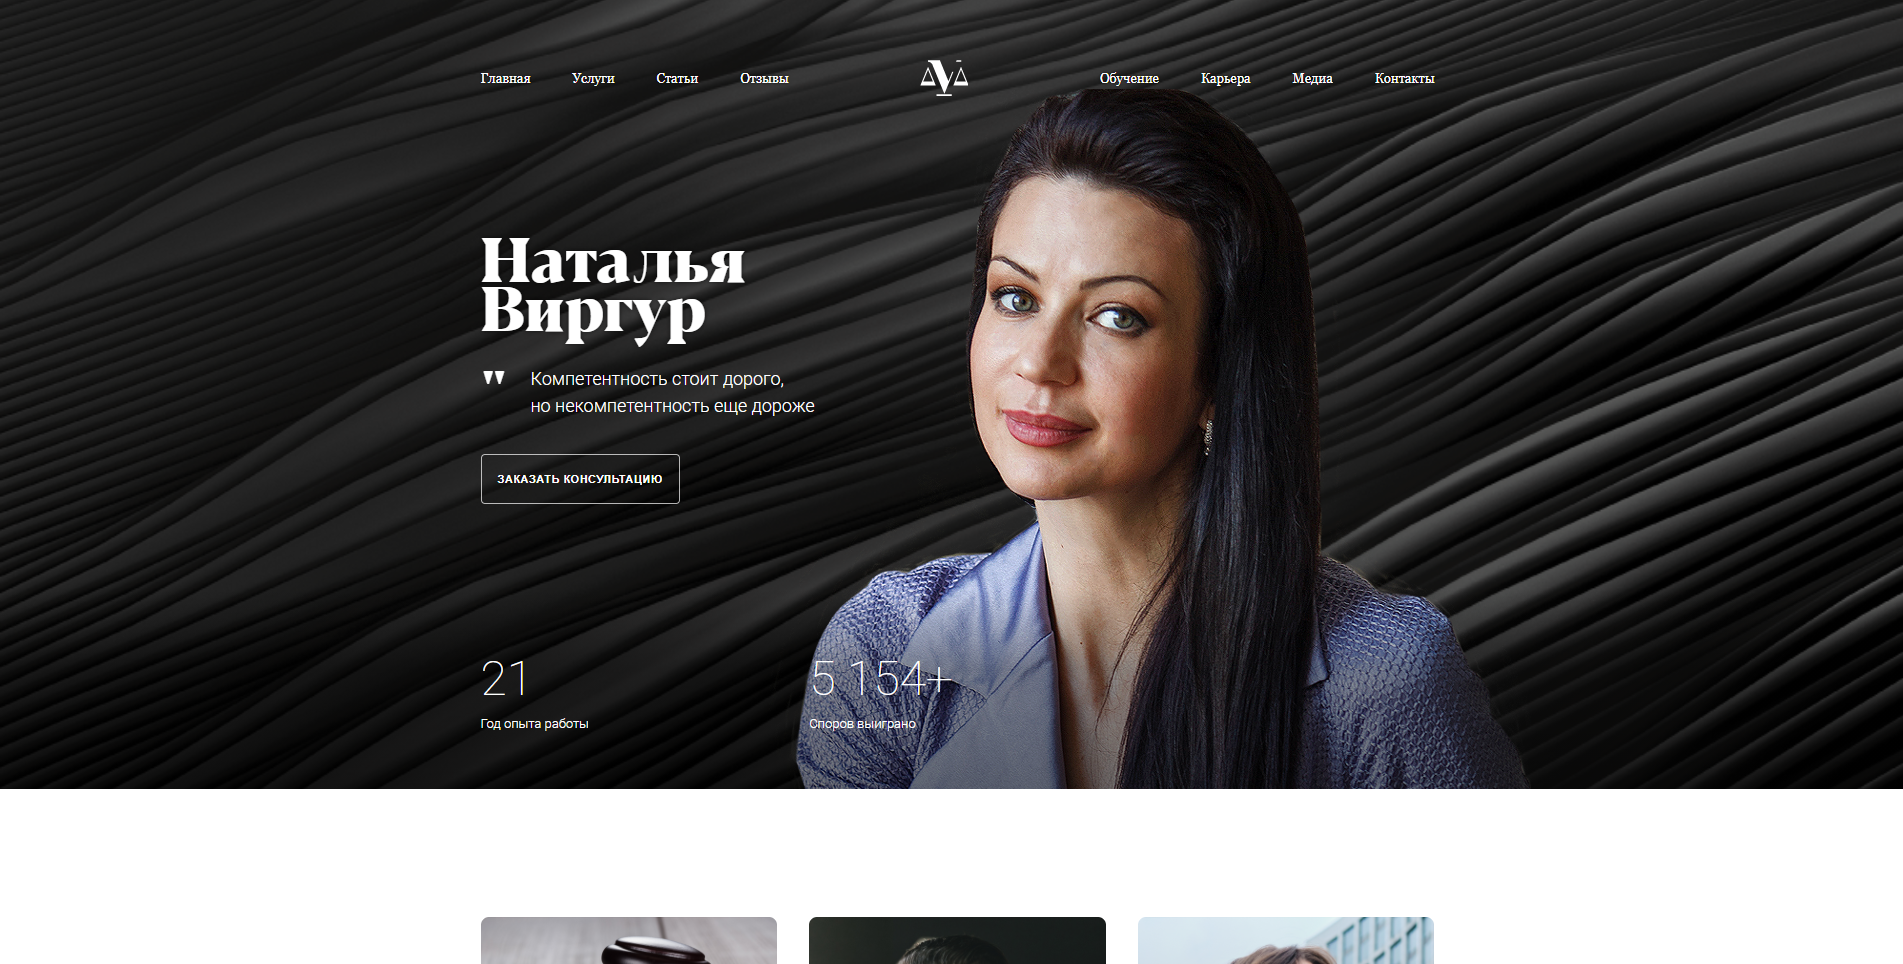 Главная Услуги Статьи Отзывы Обучение Карьера Медиа Контакты
Наталья
Виргур
" Компетентность стоит дорого,
но некомпетентность еще дороже
ЗАКАЗАТЬ КОНСУЛЬТАЦИЮ
21 5 154+
Год опыта работы Споров выиграно